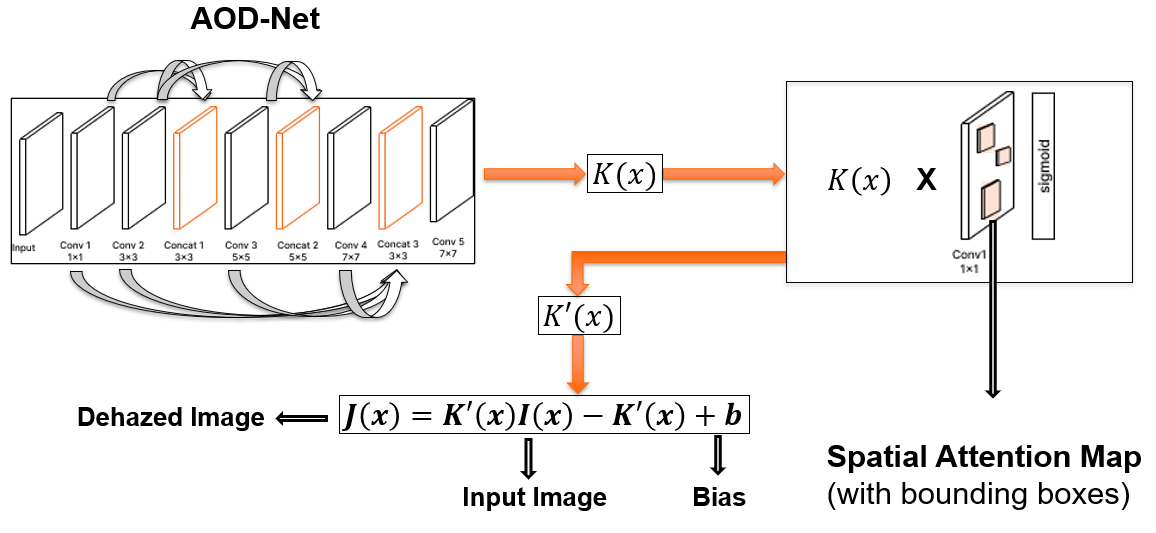 AOD-Net
Input
Conv 1
1×1
Conv 2
3×3
Concat 1
3×3
Conv 3
5×5
Concat 2
5×5
Conv 4
7×7
Concat 3
3×3
Conv 5
7×7
K(x)
K(x) X
Conv1
1×1
sigmoid
K′(x)
J(x) = K′(x)I(x) − K′(x) + b
Dehazed Image
Input Image
Bias
Spatial Attention Map
(with bounding boxes)